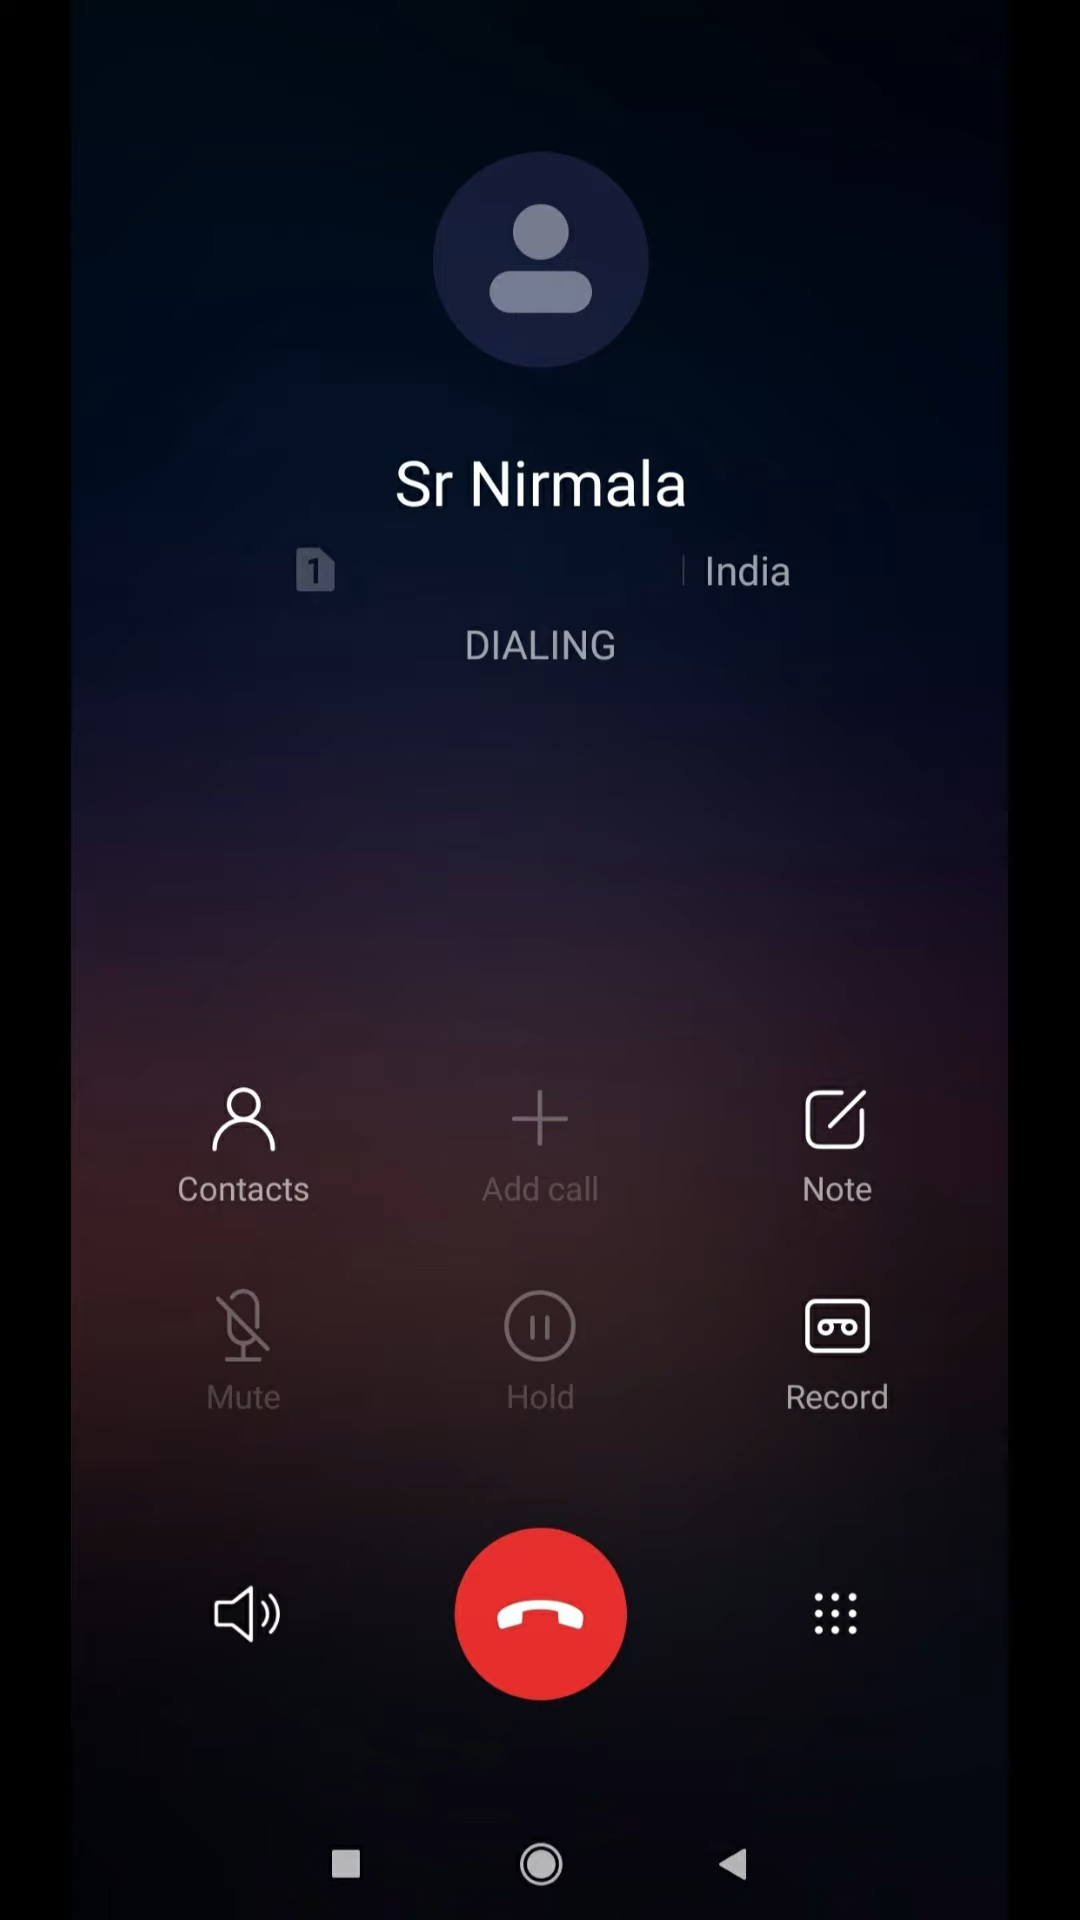 Sr Nirmala
1 India
DIALING
Contacts Add call Note
Mute Hold Record